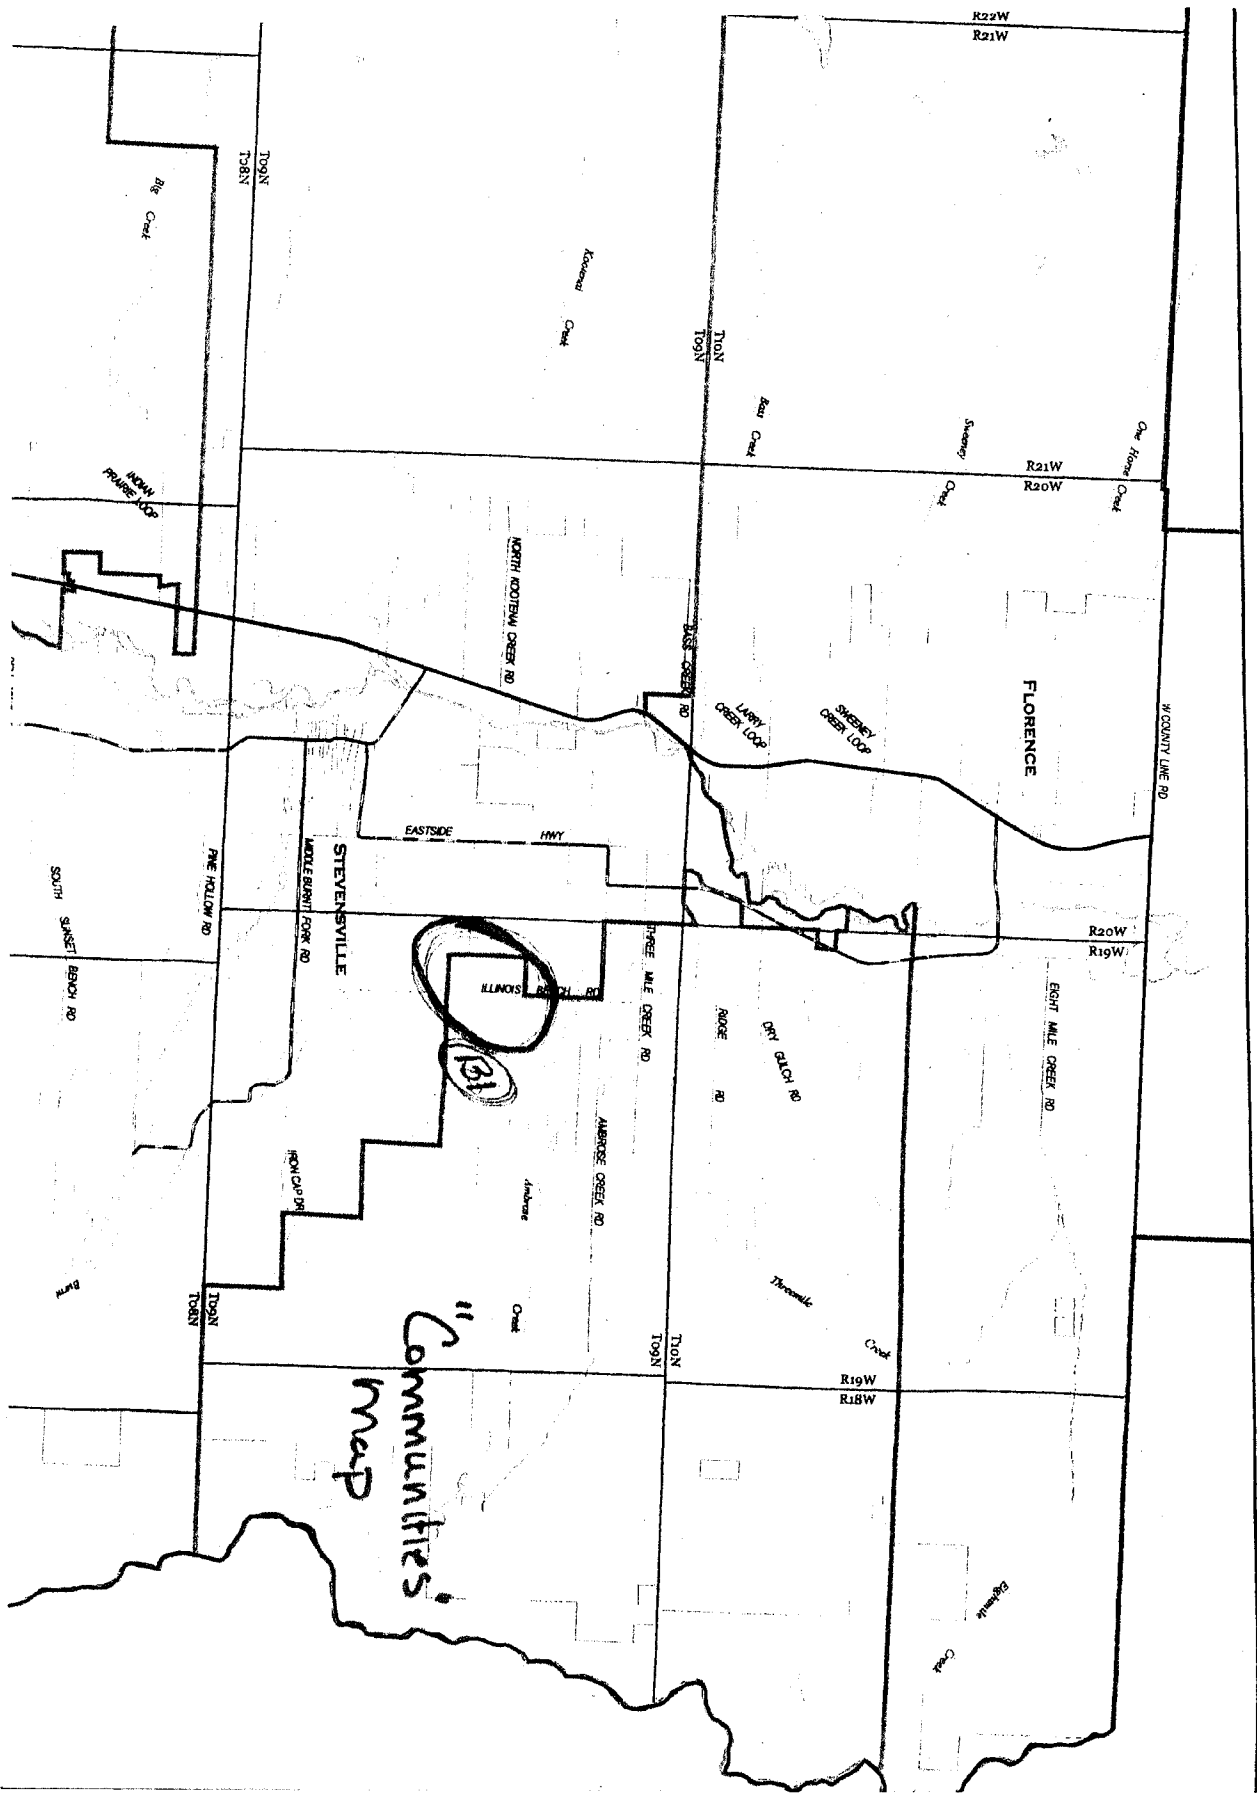 R22W
R21W
T09N
T08N
Big Creek
Kootenai Creek
T10N
T09N
Bass Creek
Sweeney Creek
One Horse Creek
R21W
R20W
INDIAN
PRAIRIE LOOP
NORTH KOOTENAI CREEK RD
BASS CREEK RD
LARRY
CREEK LOOP
SWEENEY
CREEK LOOP
FLORENCE
W COUNTY LINE RD
EASTSIDE HWY
STEVENSVILLE
MIDDLE BURNT FORK RD
PINE HOLLOW RD
SOUTH SUNSET BENCH RD
R20W
R19W
THREE MILE CREEK RD
ILLINOIS BENCH RD
RIDGE RD
DRY GULCH RD
EIGHT MILE CREEK RD
B1
AMBROSE CREEK RD
IRON CAP DR
Ambrose Creek
Burnt
Threemile Creek
T09N
T08N
T10N
T09N
R19W
R18W
"Communities"
map
Eightmile Creek